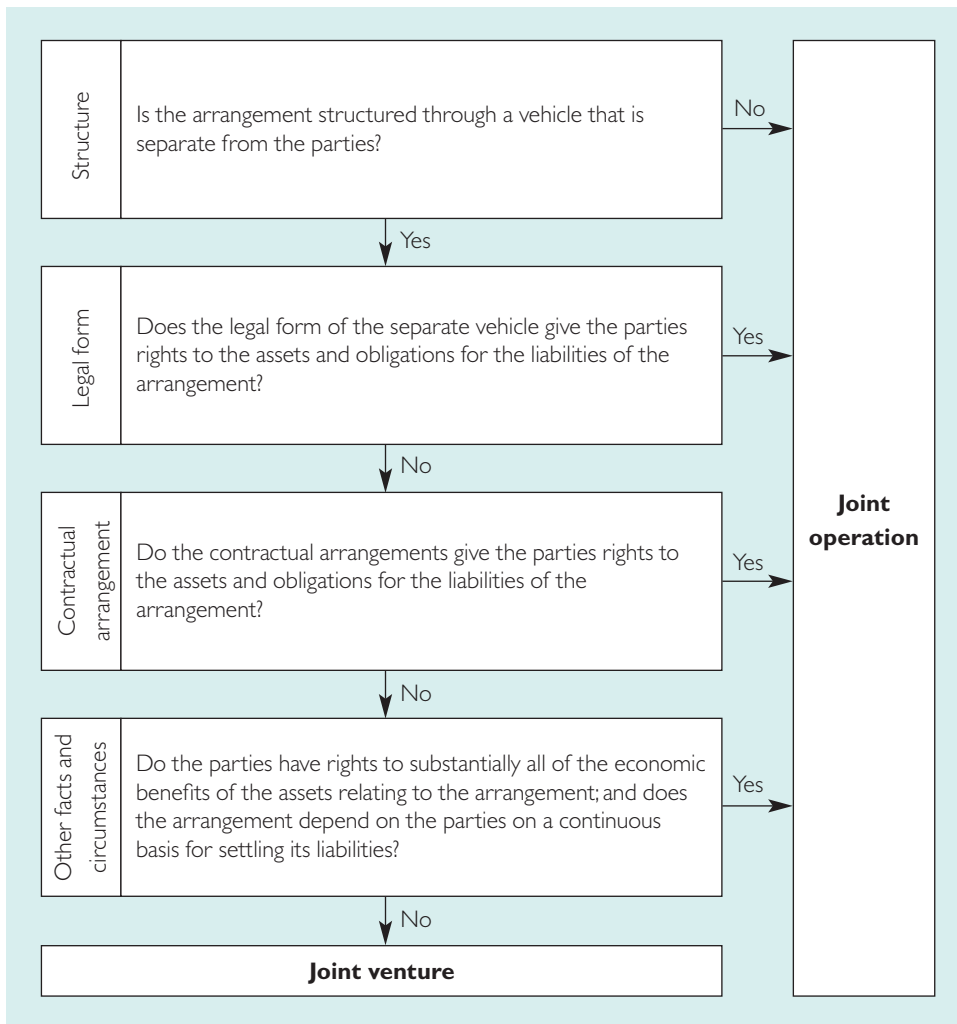 Structure
Is the arrangement structured through a vehicle that is
separate from the parties?
No
Yes
Legal form
Does the legal form of the separate vehicle give the parties
rights to the assets and obligations for the liabilities of the
arrangement?
Yes
No
Contractual
arrangement
Do the contractual arrangements give the parties rights to
the assets and obligations for the liabilities of the
arrangement?
Yes
No
Other facts and
circumstances
Do the parties have rights to substantially all of the economic
benefits of the assets relating to the arrangement; and does
the arrangement depend on the parties on a continuous
basis for settling its liabilities?
Yes
No
Joint venture
Joint
operation